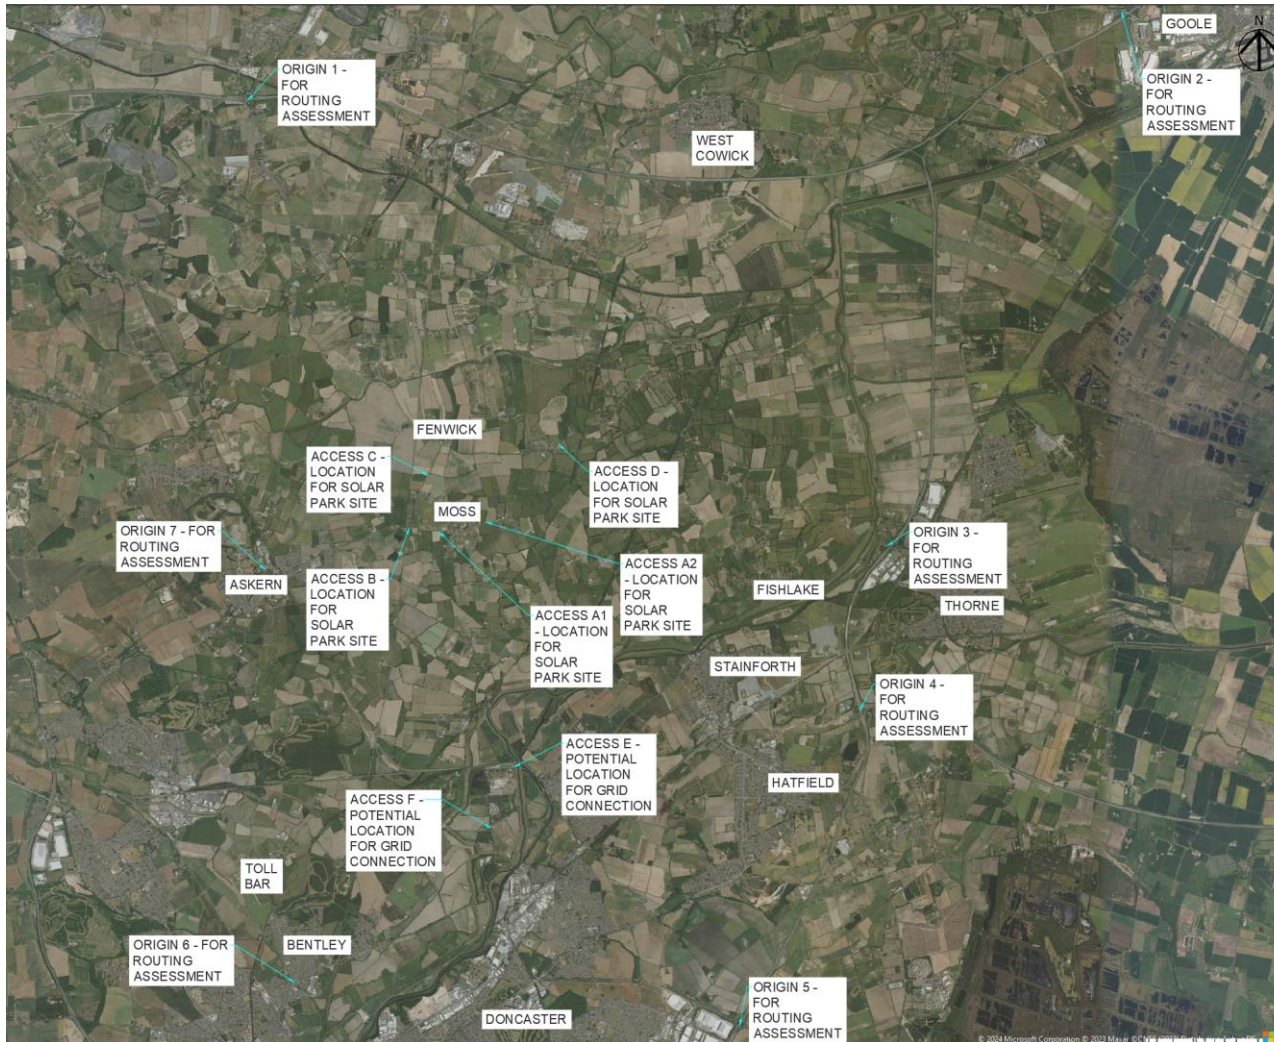 GOOLE
N
ORIGIN 1 -
FOR
ROUTING
ASSESSMENT
ORIGIN 2 -
FOR
ROUTING
ASSESSMENT
WEST
COWICK
FENWICK
ACCESS C -
LOCATION
FOR SOLAR
PARK SITE
ACCESS D -
LOCATION
FOR SOLAR
PARK SITE
MOSS
ORIGIN 7 - FOR
ROUTING
ASSESSMENT
ASKERN
ACCESS B -
LOCATION
FOR
SOLAR
PARK SITE
ACCESS A2
- LOCATION
FOR
SOLAR
PARK SITE
ORIGIN 3 -
FOR
ROUTING
ASSESSMENT
FISHLAKE
THORNE
ACCESS A1
- LOCATION
FOR
SOLAR
PARK SITE
STAINFORTH
ORIGIN 4 -
FOR
ROUTING
ASSESSMENT
ACCESS E -
POTENTIAL
LOCATION
FOR GRID
CONNECTION
HATFIELD
ACCESS F -
POTENTIAL
LOCATION
FOR GRID
CONNECTION
TOLL
BAR
ORIGIN 6 - FOR
ROUTING
ASSESSMENT
BENTLEY
ORIGIN 5 -
FOR
ROUTING
ASSESSMENT
DONCASTER
© 2024 Microsoft Corporation © 2023 Maxar